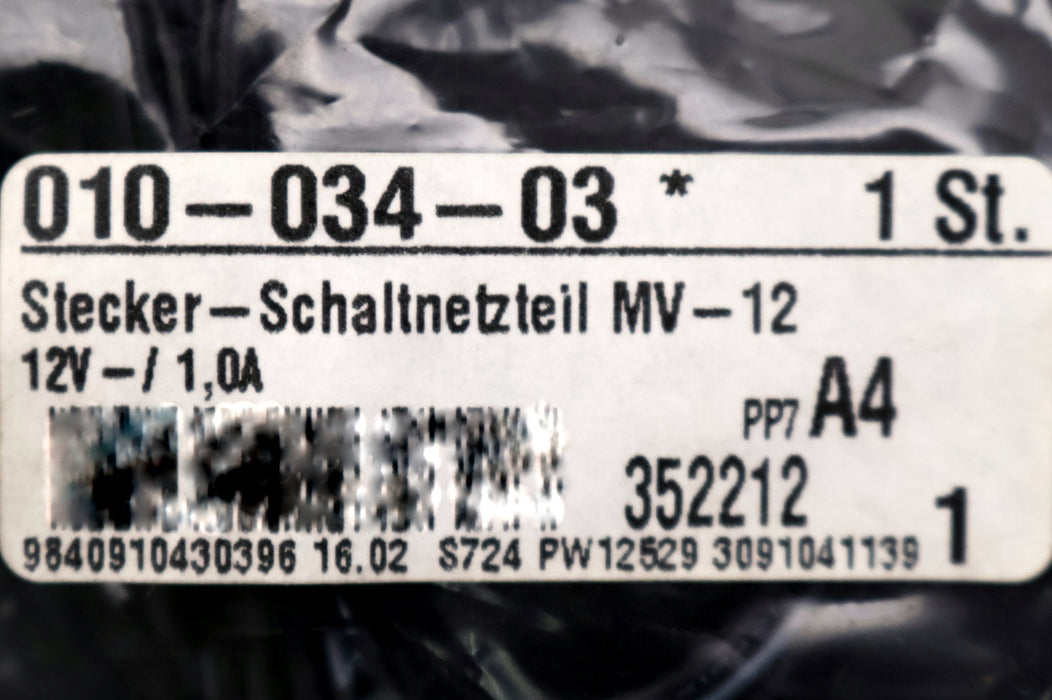 010-034-03 * 1 St.
Stecker-Schaltnetzteil MV-12
12V-/ 1,0A
PP7 A4
352212 1
9840910430396 16.02 S724 PW12529 3091041139